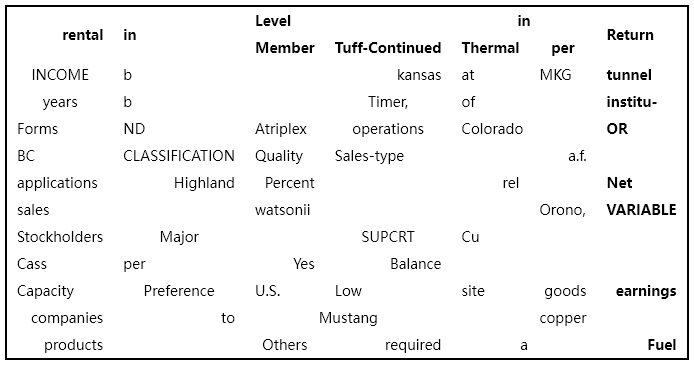 rental in Level Member Tuff-Continued in Thermal per Return
INCOME b kansas at MKG tunnel
years b Timer, of institu-
Forms ND Atriplex operations Colorado OR
BC CLASSIFICATION Quality Sales-type a.f.
applications Highland Percent rel Net
sales watsonii Orono, VARIABLE
Stockholders Major SUPCRT Cu
Cass per Yes Balance
Capacity Preference U.S. Low site goods earnings
companies to Mustang copper
products Others required a Fuel